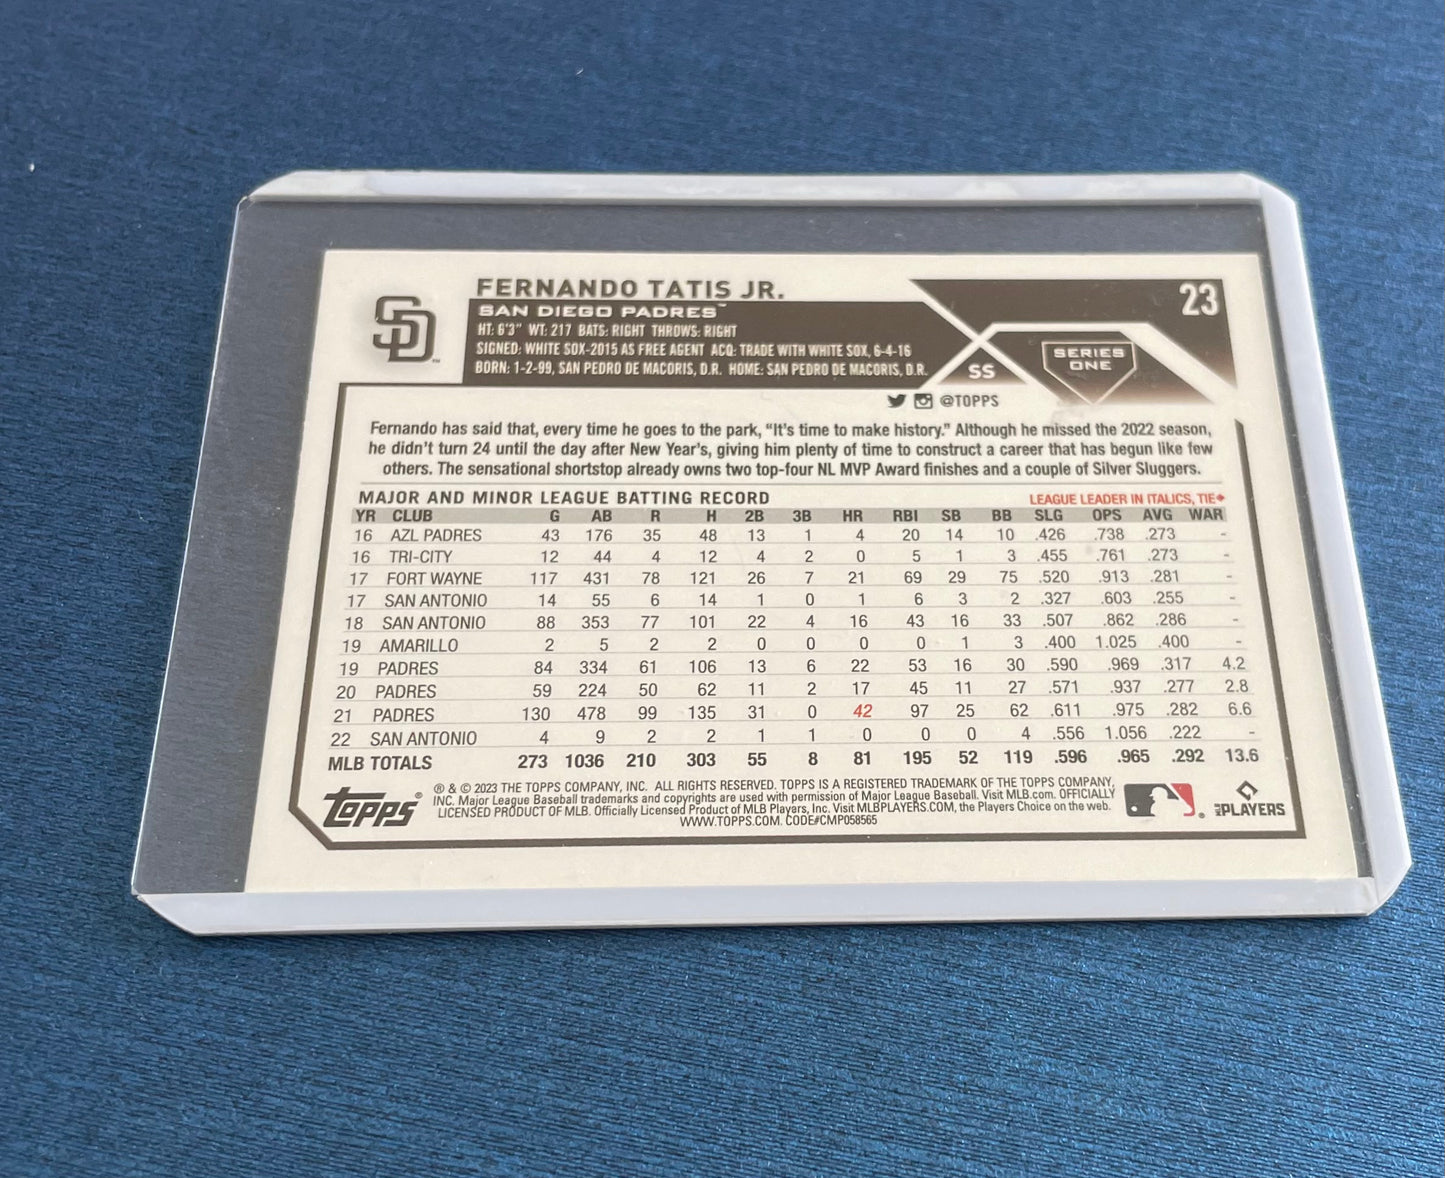 FERNANDO TATIS JR.
23
SD
SAN DIEGO PADRES™
HT: 6'3" WT: 217 BATS: RIGHT THROWS: RIGHT
SIGNED: WHITE SOX-2015 AS FREE AGENT ACQ: TRADE WITH WHITE SOX, 6-4-16
BORN: 1-2-99, SAN PEDRO DE MACORIS, D.R. HOME: SAN PEDRO DE MACORIS, D.R.
SS
SERIES
ONE
@TOPPS
Fernando has said that, every time he goes to the park, “It’s time to make history.” Although he missed the 2022 season,
he didn’t turn 24 until the day after New Year’s, giving him plenty of time to construct a career that has begun like few
others. The sensational shortstop already owns two top-four NL MVP Award finishes and a couple of Silver Sluggers.
MAJOR AND MINOR LEAGUE BATTING RECORD LEAGUE LEADER IN ITALICS, TIE♦
YR CLUB G AB R H 2B 3B HR RBI SB BB SLG OPS AVG WAR
16 AZL PADRES 43 176 35 48 13 1 4 20 14 10 .426 .738 .273 -
16 TRI-CITY 12 44 4 12 4 2 0 5 1 3 .455 .761 .273 -
17 FORT WAYNE 117 431 78 121 26 7 21 69 29 75 .520 .913 .281 -
17 SAN ANTONIO 14 55 6 14 1 0 1 6 3 2 .327 .603 .255 -
18 SAN ANTONIO 88 353 77 101 22 4 16 43 16 33 .507 .862 .286 -
19 AMARILLO 2 5 2 2 0 0 0 0 1 3 .400 1.025 .400 -
19 PADRES 84 334 61 106 13 6 22 53 16 30 .590 .969 .317 4.2
20 PADRES 59 224 50 62 11 2 17 45 11 27 .571 .937 .277 2.8
21 PADRES 130 478 99 135 31 0 42 97 25 62 .611 .975 .282 6.6
22 SAN ANTONIO 4 9 2 2 1 1 0 0 0 4 .556 1.056 .222 -
MLB TOTALS 273 1036 210 303 55 8 81 195 52 119 .596 .965 .292 13.6
Topps®
® & © 2023 THE TOPPS COMPANY, INC. ALL RIGHTS RESERVED. TOPPS IS A REGISTERED TRADEMARK OF THE TOPPS COMPANY,
INC. Major League Baseball trademarks and copyrights are used with permission of Major League Baseball. Visit MLB.com. OFFICIALLY
LICENSED PRODUCT OF MLB. Officially Licensed Product of MLB Players, Inc. Visit MLBPLAYERS.COM, the Players Choice on the web.
WWW.TOPPS.COM. CODE#CMP058565
MLB PLAYERS